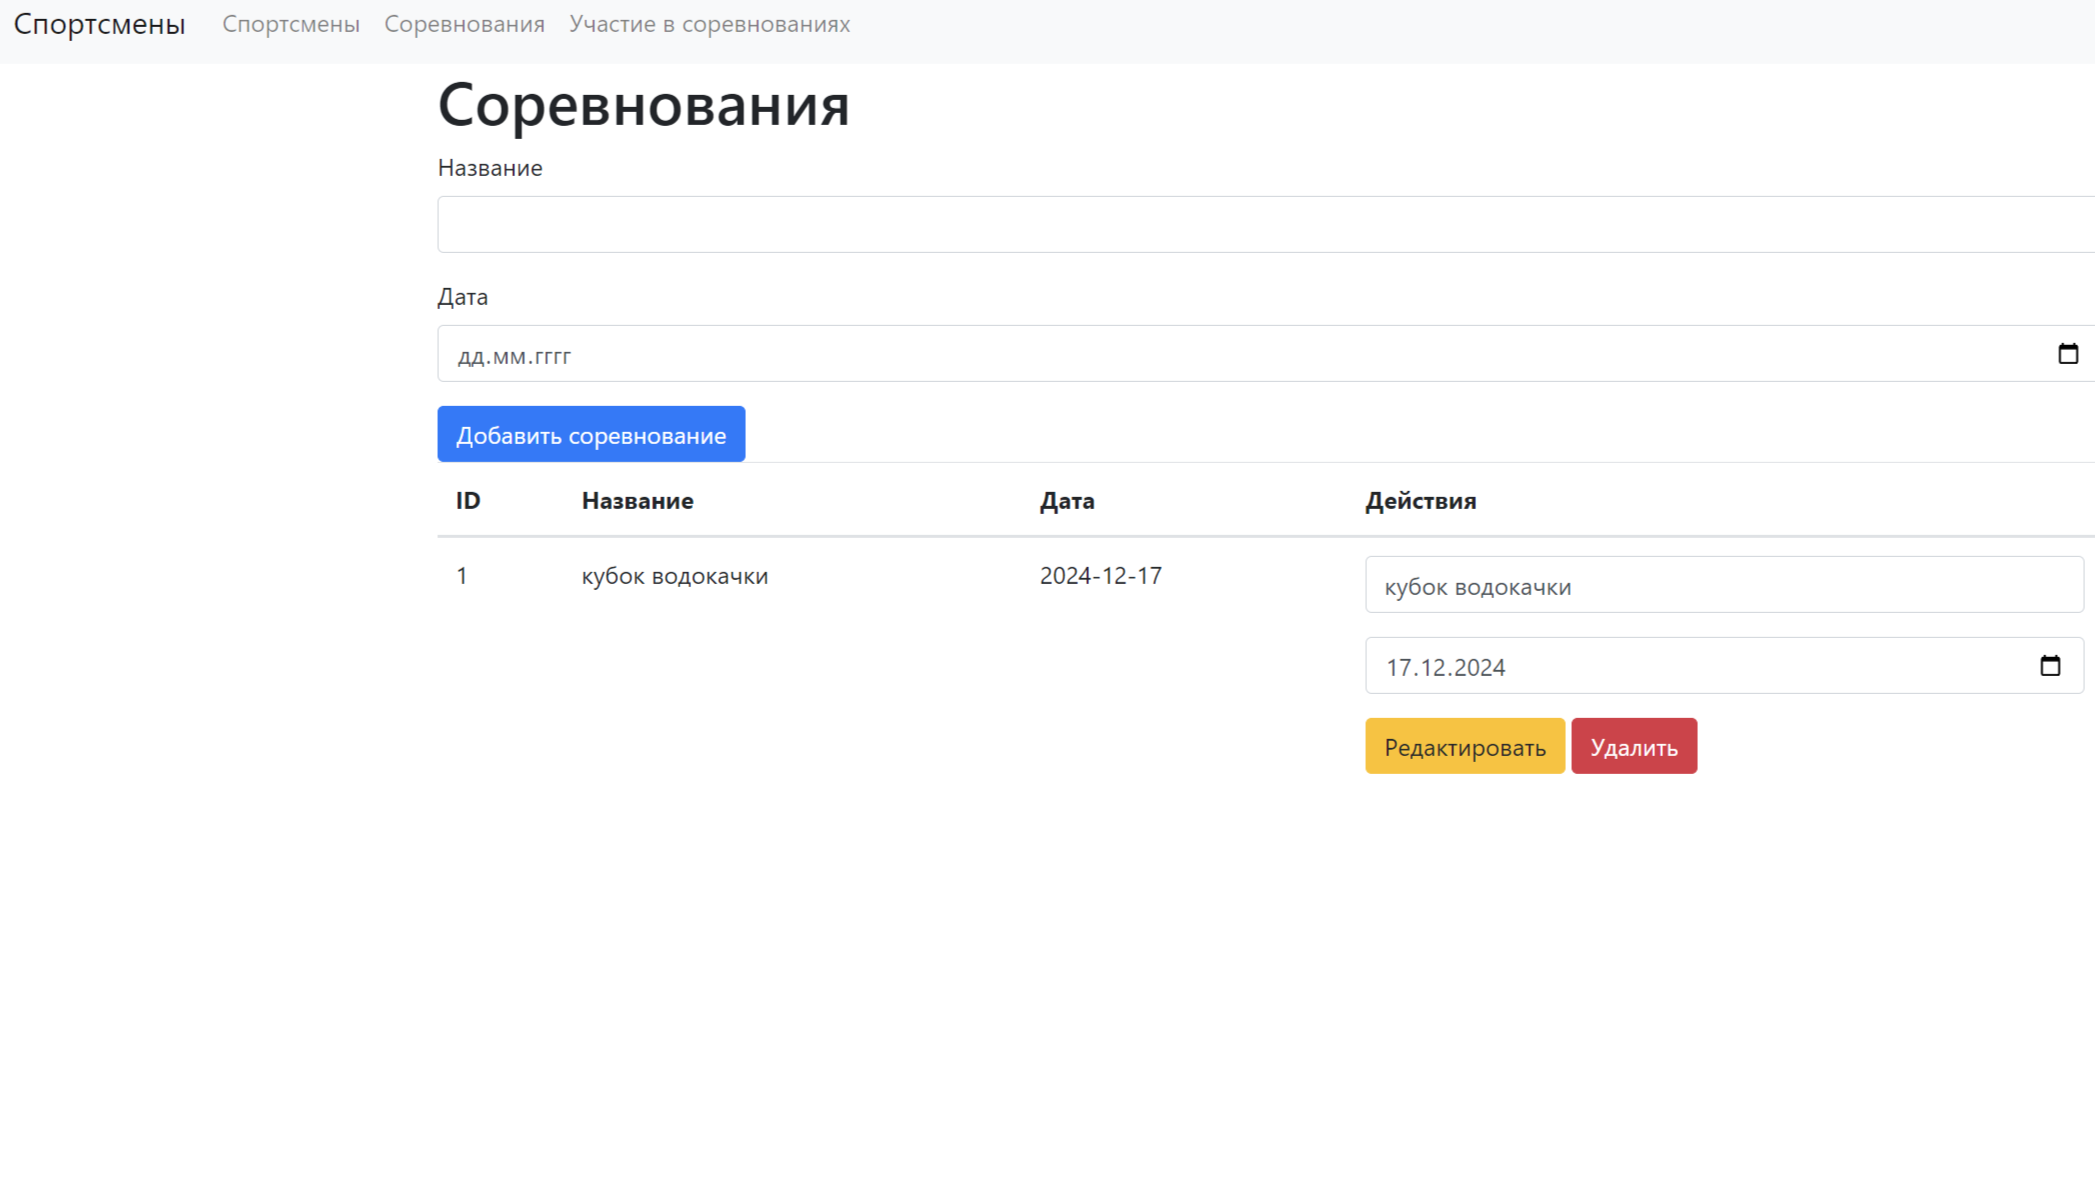 Спортсмены Спортсмены Соревнования Участие в соревнованиях
Соревнования
Название
Дата
дд.мм.гггг
Добавить соревнование
ID Название Дата Действия
1 кубок водокачки 2024-12-17 кубок водокачки
17.12.2024
Редактировать Удалить